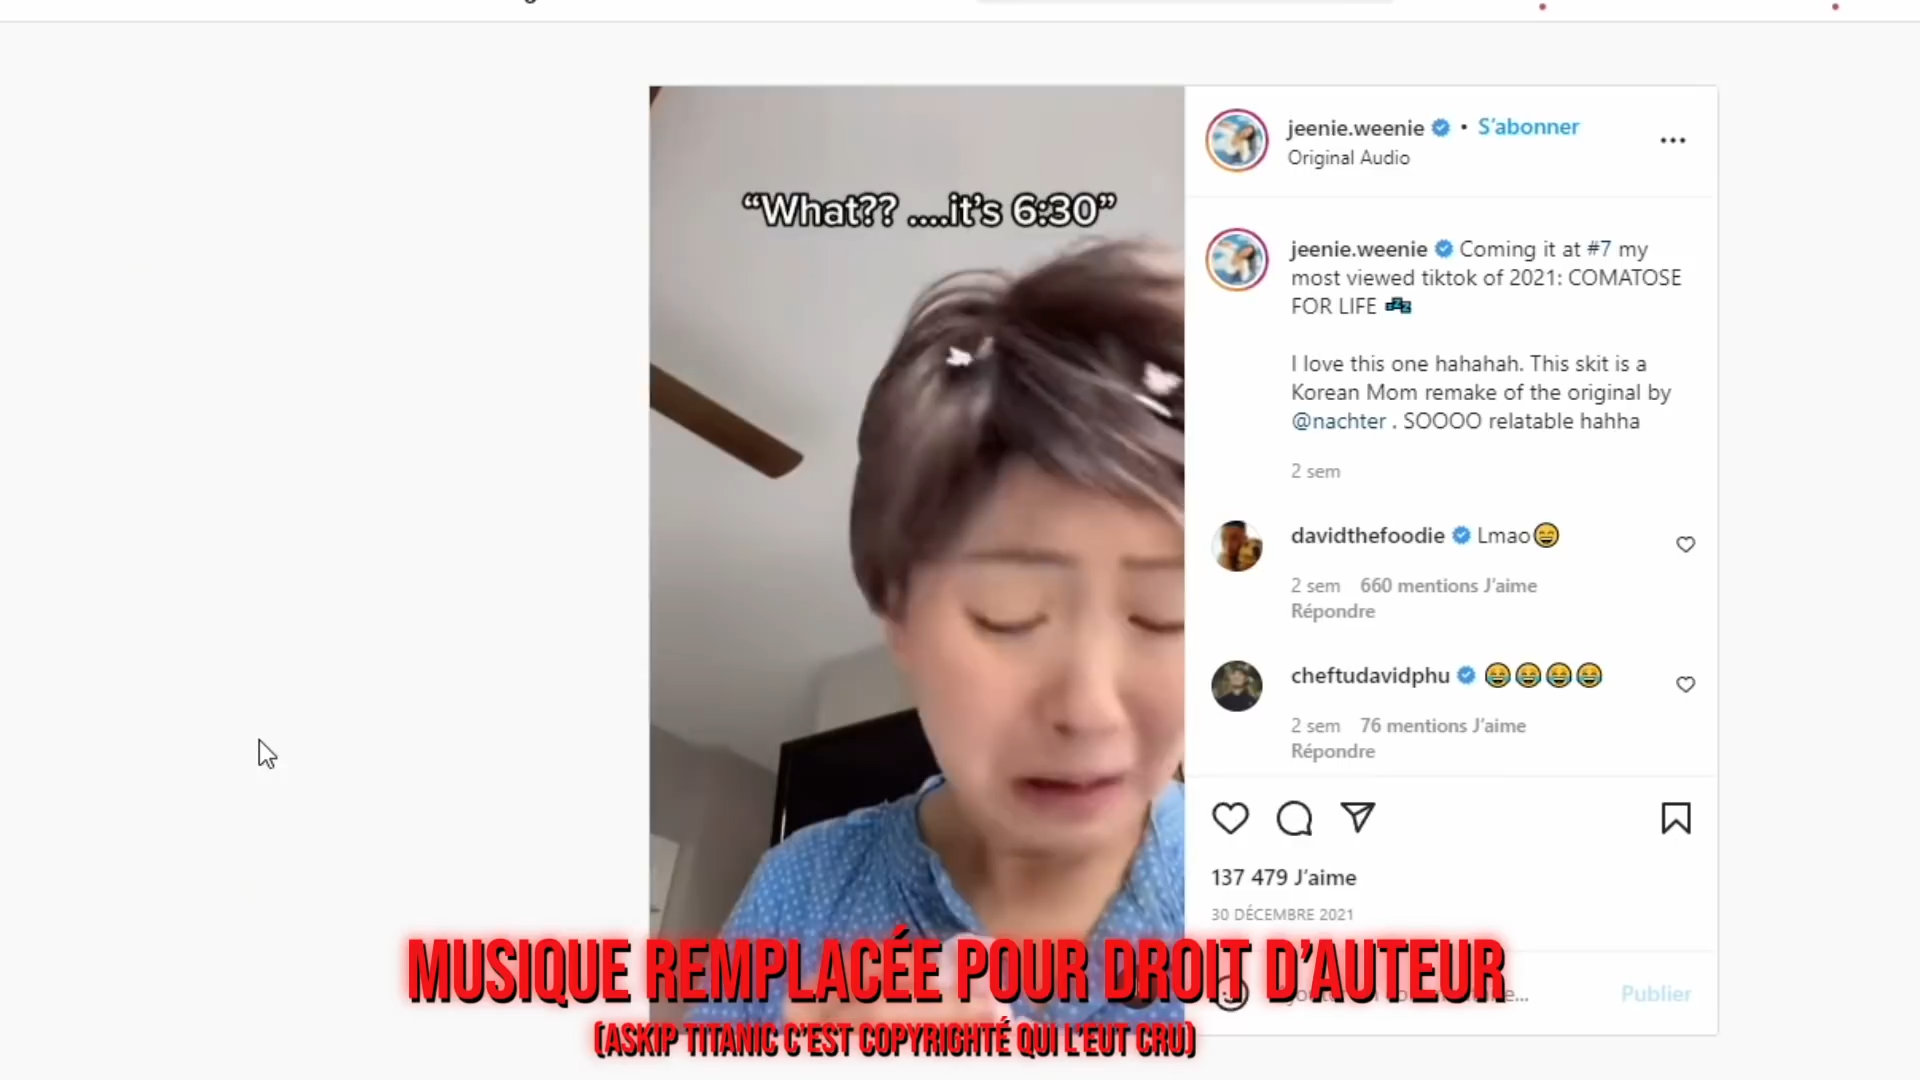 “What?? ....it’s 6:30”
jeenie.weenie • S’abonner
Original Audio
jeenie.weenie Coming it at #7 my
most viewed tiktok of 2021: COMATOSE
FOR LIFE
I love this one hahahah. This skit is a
Korean Mom remake of the original by
@nachter . SOOOO relatable hahha
2 sem
davidthefoodie Lmao
2 sem 660 mentions J’aime
Répondre
cheftudavidphu
2 sem 76 mentions J’aime
Répondre
137 479 J’aime
30 DÉCEMBRE 2021
Publier
MUSIQUE REMPLACÉE POUR DROIT D’AUTEUR
(ASKIP TITANIC C’EST COPYRIGHTÉ QUI L’EUT CRU)